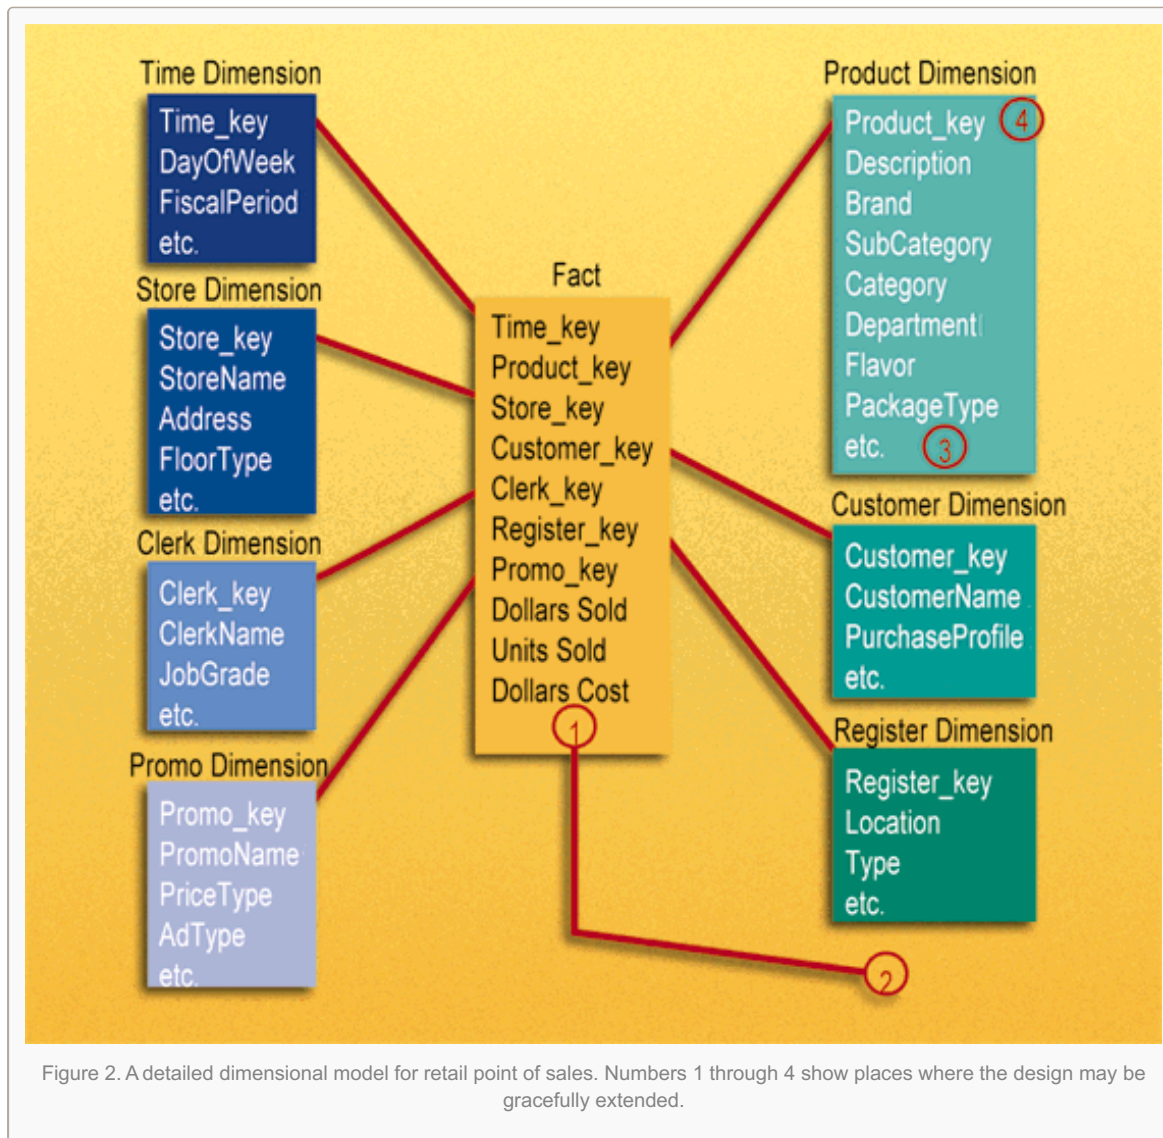 Time Dimension
Time_key
DayOfWeek
FiscalPeriod
etc.
Store Dimension
Store_key
StoreName
Address
FloorType
etc.
Clerk Dimension
Clerk_key
ClerkName
JobGrade
etc.
Promo Dimension
Promo_key
PromoName
PriceType
AdType
etc.
Fact
Time_key
Product_key
Store_key
Customer_key
Clerk_key
Register_key
Promo_key
Dollars Sold
Units Sold
Dollars Cost
1
2
Product Dimension
Product_key 4
Description
Brand
SubCategory
Category
Department
Flavor
PackageType
etc. 3
Customer Dimension
Customer_key
CustomerName
PurchaseProfile
etc.
Register Dimension
Register_key
Location
Type
etc.
Figure 2. A detailed dimensional model for retail point of sales. Numbers 1 through 4 show places where the design may be
gracefully extended.